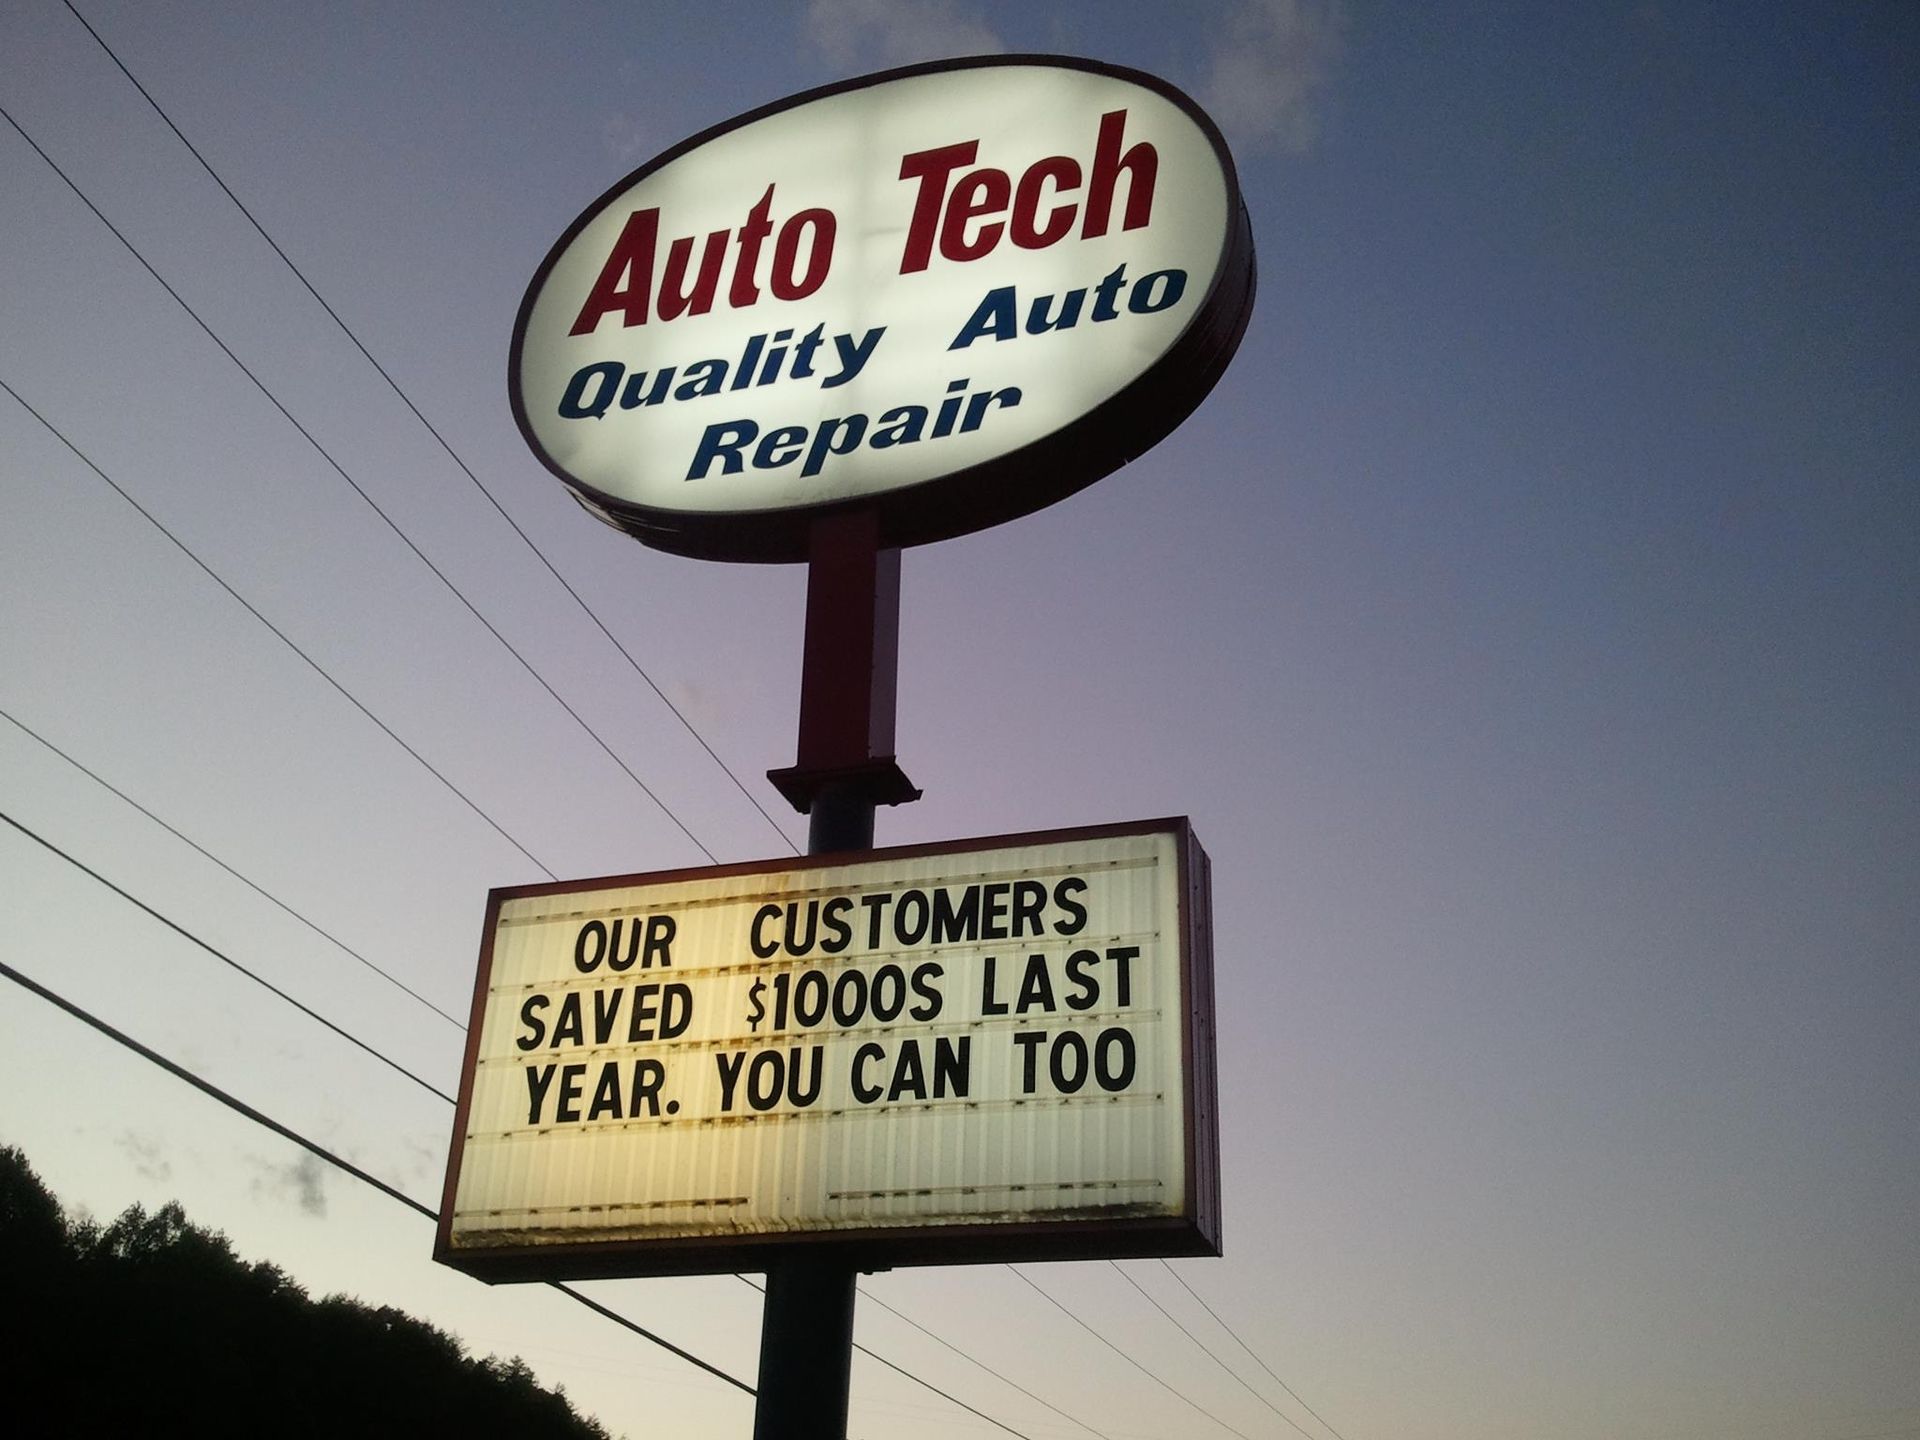 Auto Tech
Quality Auto
Repair
OUR CUSTOMERS
SAVED $1000S LAST
YEAR. YOU CAN TOO